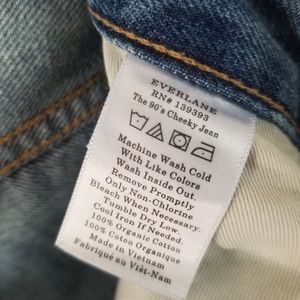 EVERLANE
RN# 139393
The 90's Cheeky Jean
Machine Wash Cold
With Like Colors
Wash Inside Out.
Remove Promptly
Only Non-Chlorine
Bleach When Necessary.
Tumble Dry Low.
Cool Iron If Needed.
100% Organic Cotton
100% Coton Organique
Made in Vietnam
Fabriqué au Viêt-Nam